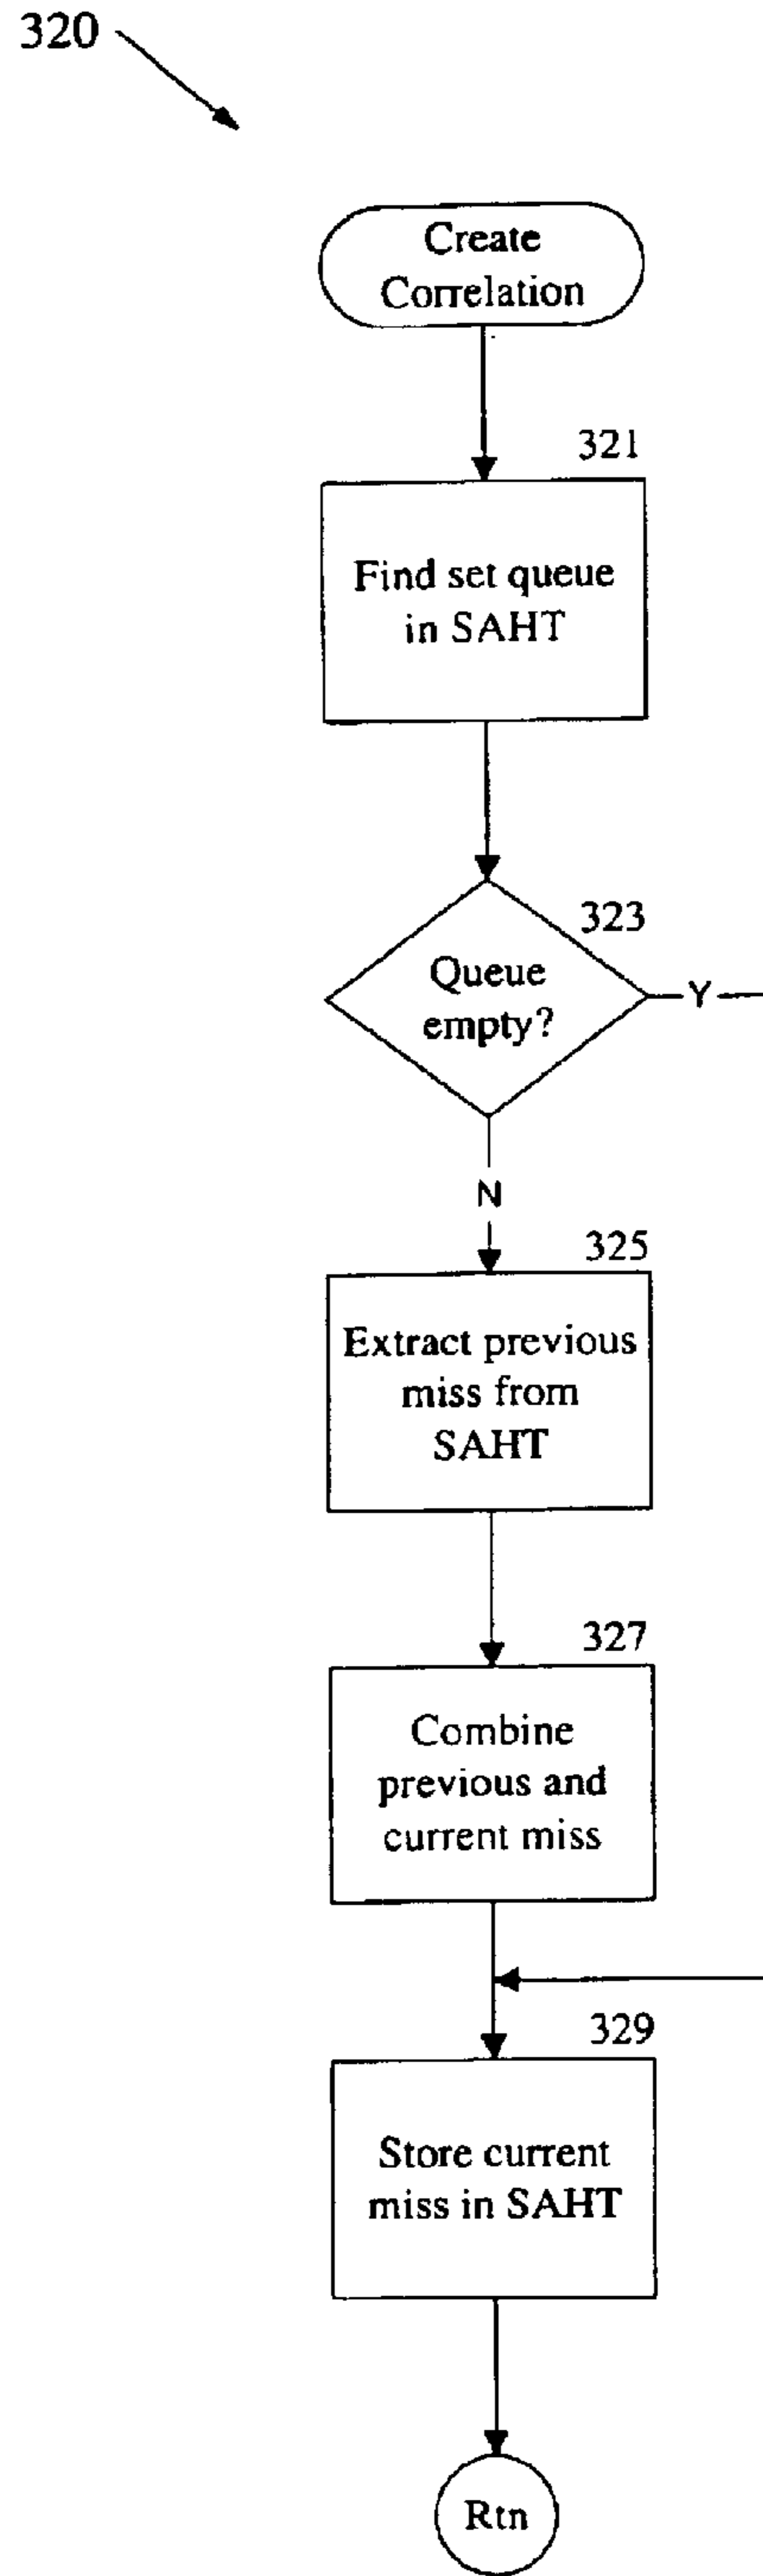 320
Create
Correlation
321
Find set queue
in SAHT
323
Queue
empty?
Y
N
325
Extract previous
miss from
SAHT
327
Combine
previous and
current miss
329
Store current
miss in SAHT
Rtn